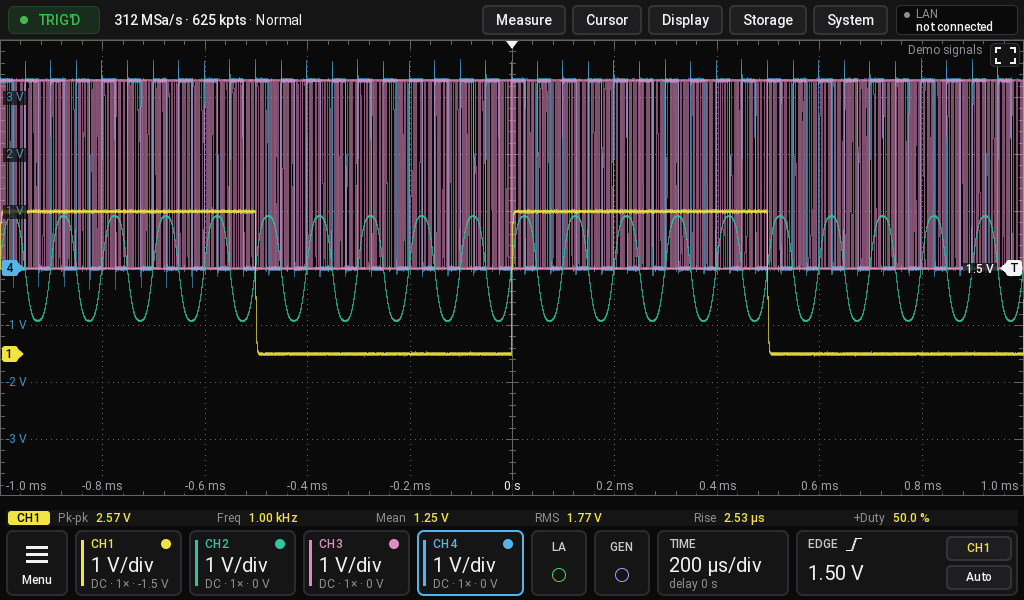 TRIG'D
312 MSa/s · 625 kpts · Normal
Measure
Cursor
Display
Storage
System
LAN
not connected
Demo signals
3 V
2 V
1 V
4
1.5 V
T
-1 V
1
-2 V
-3 V
-1.0 ms
-0.8 ms
-0.6 ms
-0.4 ms
-0.2 ms
0 s
0.2 ms
0.4 ms
0.6 ms
0.8 ms
1.0 ms
CH1 Pk-pk 2.57 V Freq 1.00 kHz Mean 1.25 V RMS 1.77 V Rise 2.53 µs +Duty 50.0 %
Menu
CH1
1 V/div
DC · 1× · -1.5 V
CH2
1 V/div
DC · 1× · 0 V
CH3
1 V/div
DC · 1× · 0 V
CH4
1 V/div
DC · 1× · 0 V
LA
GEN
TIME
200 µs/div
delay 0 s
EDGE
1.50 V
CH1
Auto